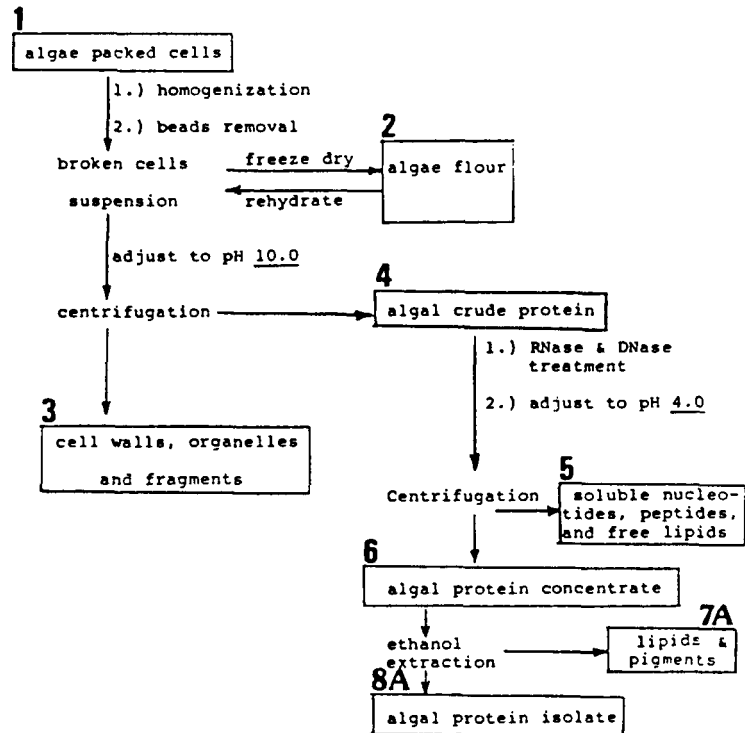 1
algae packed cells
1.) homogenization
2.) beads removal
broken cells
suspension
freeze dry
rehydrate
2
algae flour
adjust to pH 10.0
centrifugation
4
algal crude protein
1.) RNase & DNase
treatment
2.) adjust to pH 4.0
3
cell walls, organelles
and fragments
Centrifugation
5
soluble nucleo-
tides, peptides,
and free lipids
6
algal protein concentrate
ethanol
extraction
7A
lipids &
pigments
8A
algal protein isolate